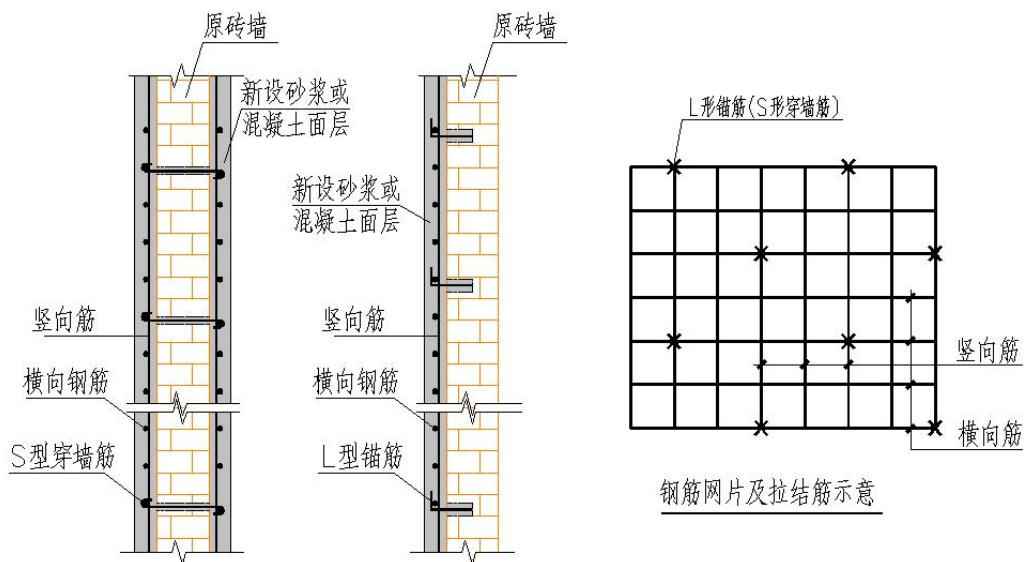 原砖墙
新设砂浆或
混凝土面层
竖向筋
横向钢筋
S型穿墙筋
原砖墙
新设砂浆或
混凝土面层
竖向筋
横向钢筋
L型锚筋
L形锚筋(S形穿墙筋)
竖向筋
横向筋
钢筋网片及拉结筋示意